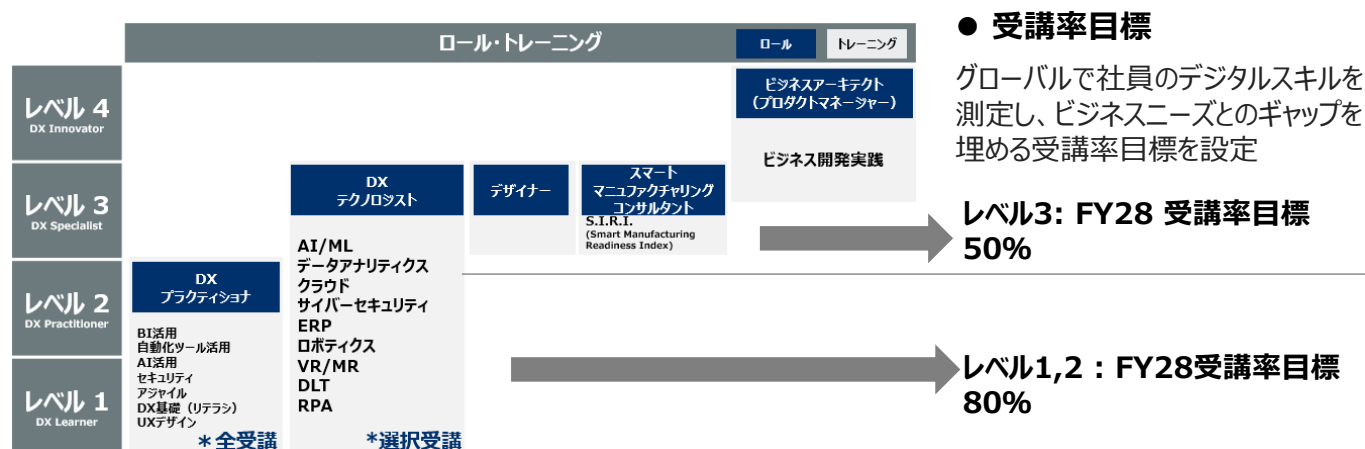 ロール・トレーニング
ロール
トレーニング
レベル 4
DX Innovator
レベル 3
DX Specialist
レベル 2
DX Practitioner
レベル 1
DX Learner
DX
プラクティショナ
BI活用
自動化ツール活用
AI活用
セキュリティ
アジャイル
DX基礎（リテラシ）
UXデザイン
＊全受講
DX
テクノロジスト
AI/ML
データアナリティクス
クラウド
サイバーセキュリティ
ERP
ロボティクス
VR/MR
DLT
RPA
*選択受講
デザイナー
スマート
マニュファクチャリング
コンサルタント
S.I.R.I.
(Smart Manufacturing
Readiness Index)
ビジネスアーキテクト
（プロダクトマネージャー）
ビジネス開発実践
● 受講率目標
グローバルで社員のデジタルスキルを
測定し、ビジネスニーズとのギャップを
埋める受講率目標を設定
レベル3: FY28 受講率目標
50%
レベル1,2：FY28受講率目標
80%